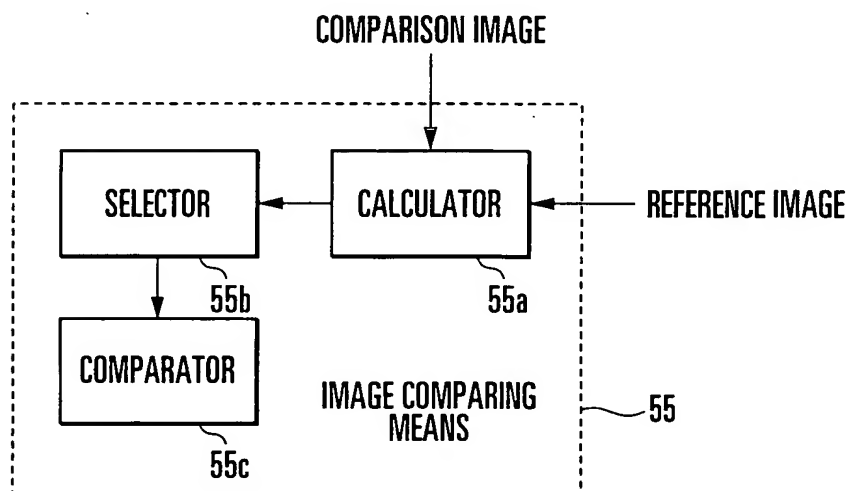 COMPARISON IMAGE
SELECTOR
CALCULATOR
REFERENCE IMAGE
55b
55a
COMPARATOR
IMAGE COMPARING
MEANS
55
55c